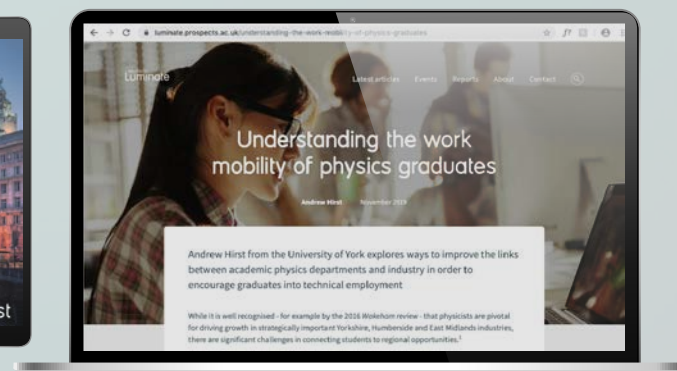 luminate.prospects.ac.uk/understanding-the-work-mobility-of-physics-graduates
Luminate
Latest articles Events Reports About Contact
Understanding the work
mobility of physics graduates
Andrew Hirst November 2019
Andrew Hirst from the University of York explores ways to improve the links
between academic physics departments and industry in order to
encourage graduates into technical employment
While it is well recognised - for example by the 2016 Wakeham review - that physicists are pivotal
for driving growth in strategically important Yorkshire, Humberside and East Midlands industries,
there are significant challenges in connecting students to regional opportunities.¹
st